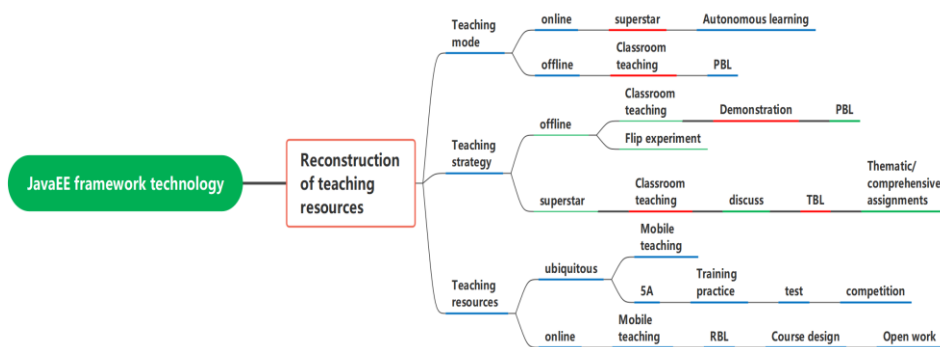 JavaEE framework technology
Reconstruction
of teaching
resources
Teaching
mode
online
superstar
Autonomous learning
offline
Classroom
teaching
PBL
Teaching
strategy
offline
Classroom
teaching
Demonstration
PBL
Flip experiment
superstar
Classroom
teaching
discuss
TBL
Thematic/
comprehensive
assignments
Teaching
resources
ubiquitous
Mobile
teaching
5A
Training
practice
test
competition
online
Mobile
teaching
RBL
Course design
Open work